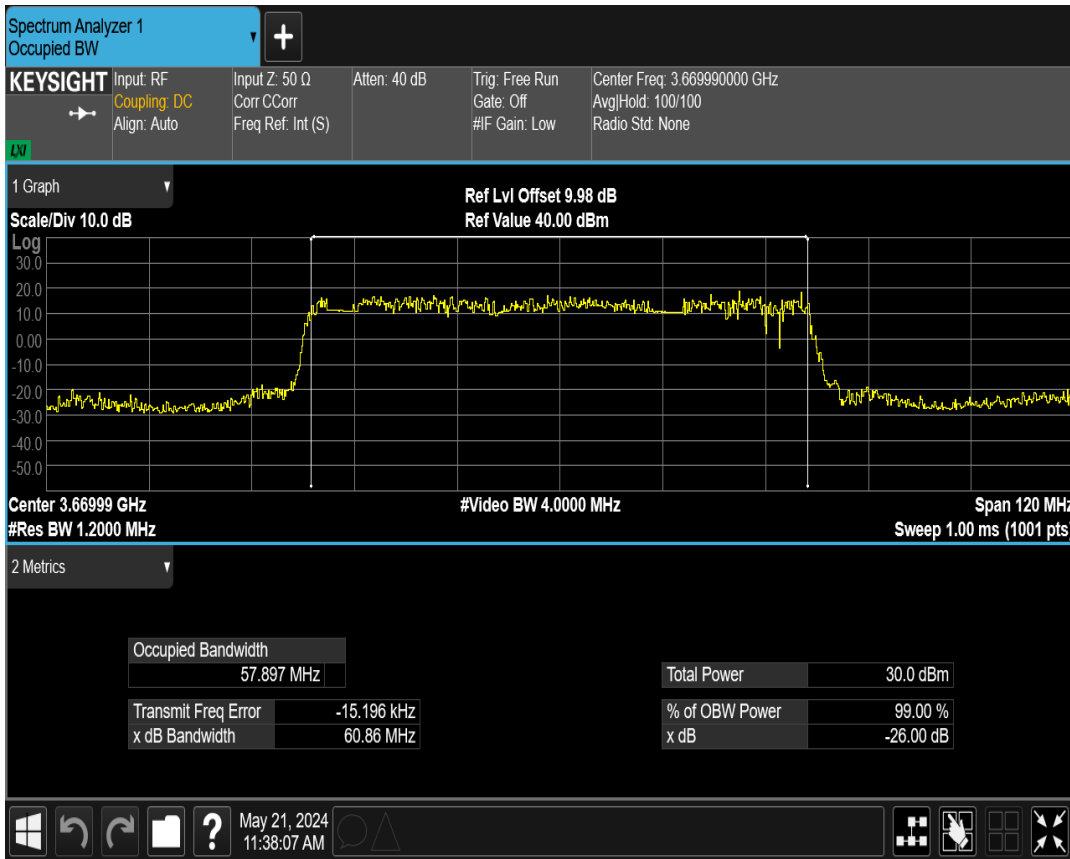 Spectrum Analyzer 1
Occupied BW
KEYSIGHT
LXI
Input: RF
Coupling: DC
Align: Auto
Input Z: 50 Ω
Corr CCorr
Freq Ref: Int (S)
Atten: 40 dB
Trig: Free Run
Gate: Off
#IF Gain: Low
Center Freq: 3.669990000 GHz
Avg|Hold: 100/100
Radio Std: None
1 Graph
Scale/Div 10.0 dB
Ref Lvl Offset 9.98 dB
Ref Value 40.00 dBm
Log
30.0
20.0
10.0
0.00
-10.0
-20.0
-30.0
-40.0
-50.0
Center 3.66999 GHz
#Video BW 4.0000 MHz
Span 120 MHz
#Res BW 1.2000 MHz
Sweep 1.00 ms (1001 pts)
2 Metrics
Occupied Bandwidth
57.897 MHz
Transmit Freq Error -15.196 kHz
x dB Bandwidth 60.86 MHz
Total Power 30.0 dBm
% of OBW Power 99.00 %
x dB -26.00 dB
?
May 21, 2024
11:38:07 AM